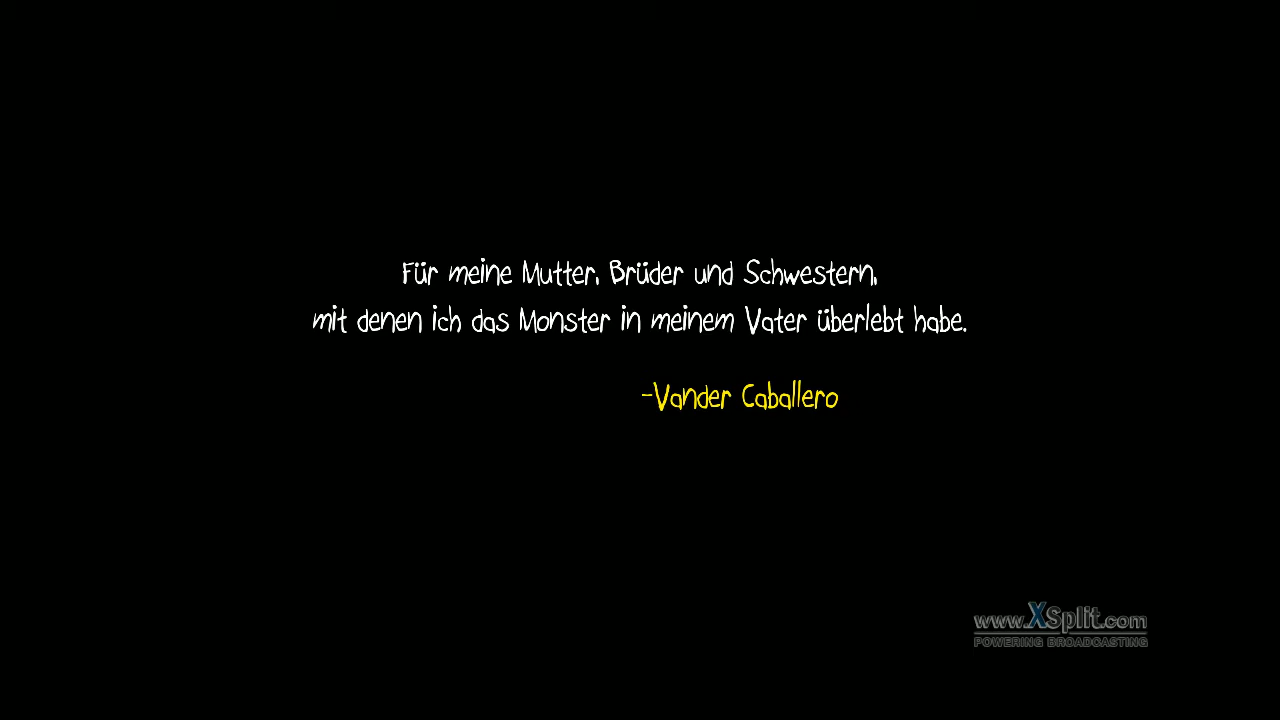 Für meine Mutter, Brüder und Schwestern,
mit denen ich das Monster in meinem Vater überlebt habe.
-Vander Caballero
www.XSplit.com
POWERING BROADCASTING